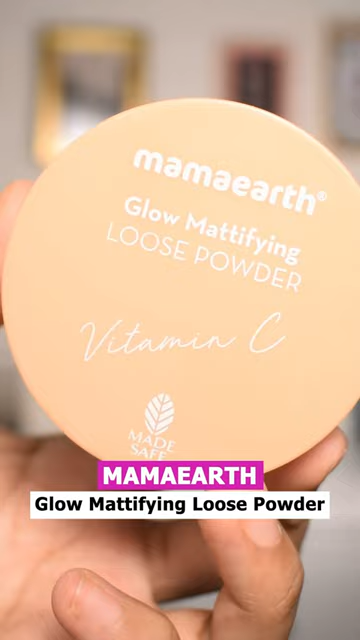 mamaearth®
Glow Mattifying
LOOSE POWDER
Vitamin C
MADE
SAFE
MAMAEARTH
Glow Mattifying Loose Powder